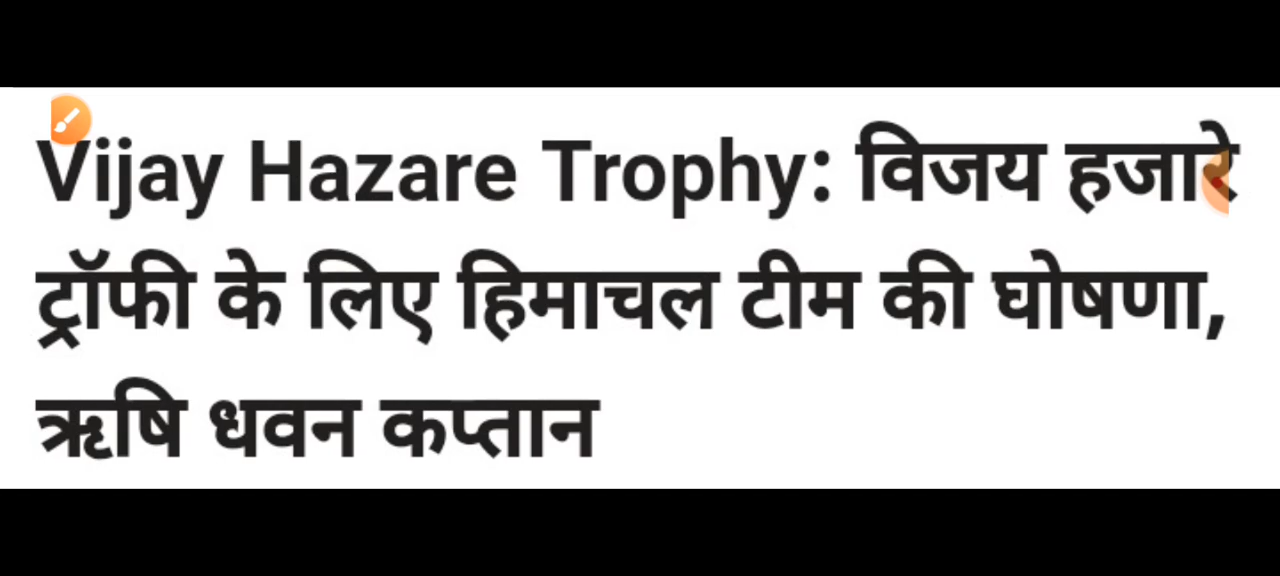 Vijay Hazare Trophy: विजय हजारे
ट्रॉफी के लिए हिमाचल टीम की घोषणा,
ऋषि धवन कप्तान